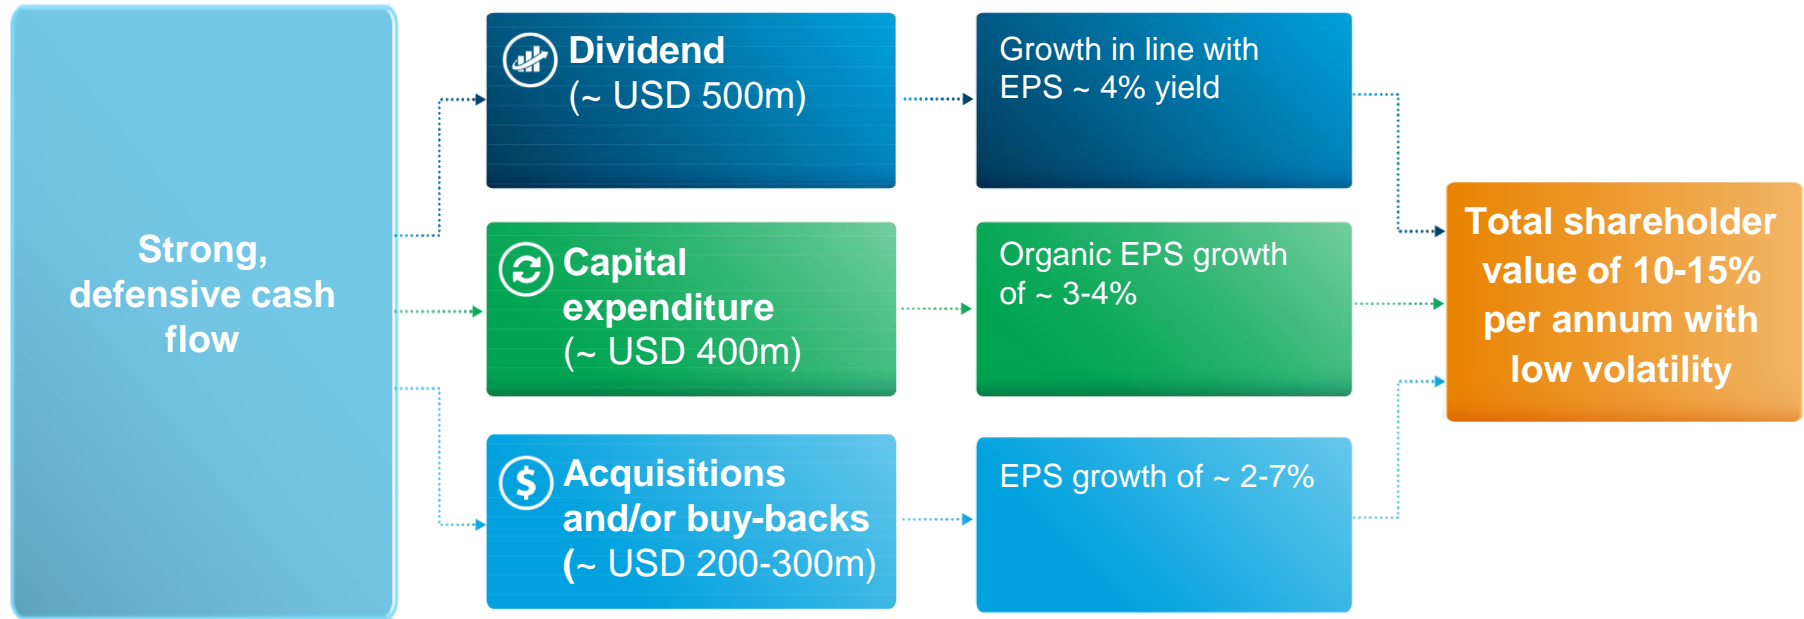 Strong,
defensive cash
flow
Dividend
(~ USD 500m)
Growth in line with
EPS ~ 4% yield
Capital
expenditure
(~ USD 400m)
Organic EPS growth
of ~ 3-4%
Acquisitions
and/or buy-backs
(~ USD 200-300m)
EPS growth of ~ 2-7%
Total shareholder
value of 10-15%
per annum with
low volatility